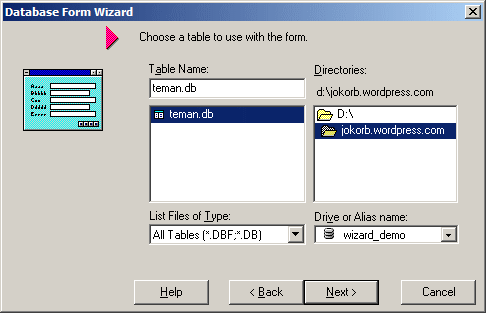 Database Form Wizard
Choose a table to use with the form.
Table Name:
Directories:
teman.db
d:\jokorb.wordpress.com
teman.db
D:\
jokorb.wordpress.com
List Files of Type:
Drive or Alias name:
All Tables (*.DBF;*.DB)
wizard_demo
Help
< Back
Next >
Cancel